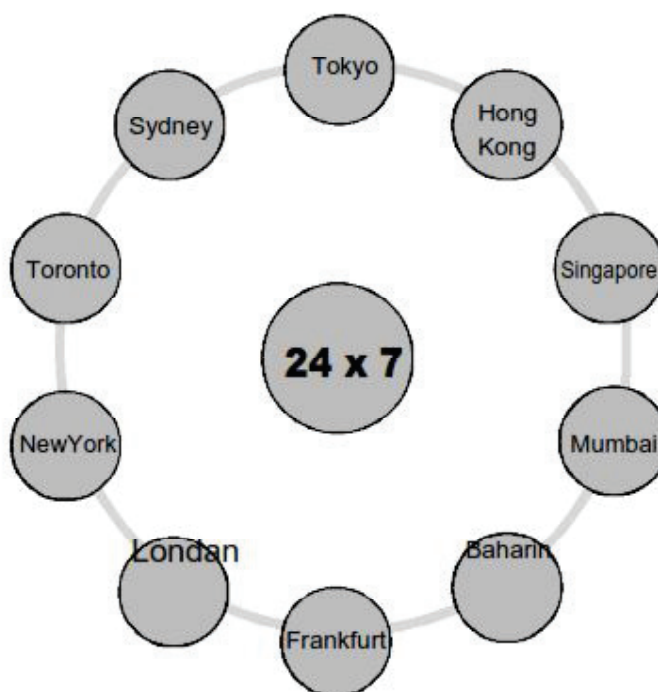 Tokyo
Hong
Kong
Sydney
Singapore
Toronto
24 x 7
NewYork
Mumbai
Londan
Baharin
Frankfurt